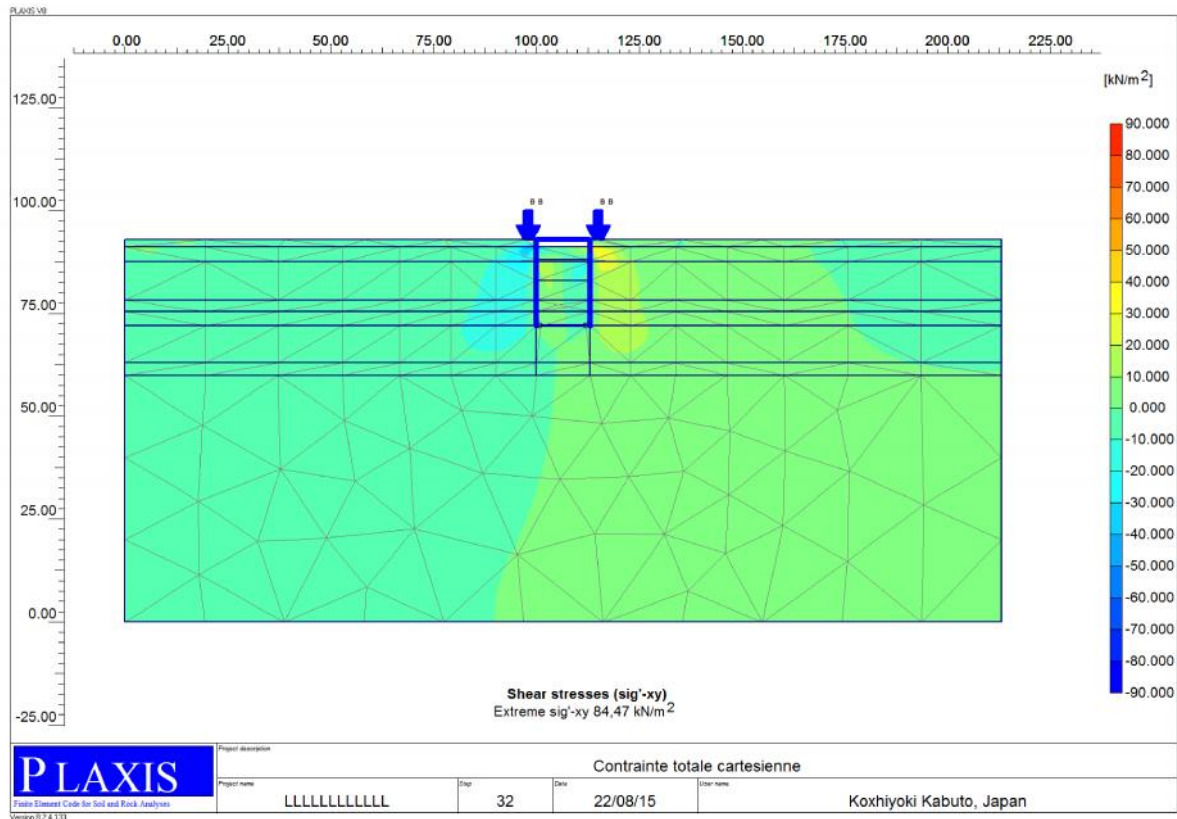 PLAXIS V8
0.00 25.00 50.00 75.00 100.00 125.00 150.00 175.00 200.00 225.00
[kN/m2]
125.00
100.00
75.00
50.00
25.00
0.00
-25.00
B B
B B
90.000
80.000
70.000
60.000
50.000
40.000
30.000
20.000
10.000
0.000
-10.000
-20.000
-30.000
-40.000
-50.000
-60.000
-70.000
-80.000
-90.000
Shear stresses (sig'-xy)
Extreme sig'-xy 84,47 kN/m2
PLAXIS
Finite Element Code for Soil and Rock Analyses
Project description
Contrainte totale cartesienne
Project name
LLLLLLLLLLLL
Step
32
Date
22/08/15
User name
Koxhiyoki Kabuto, Japan